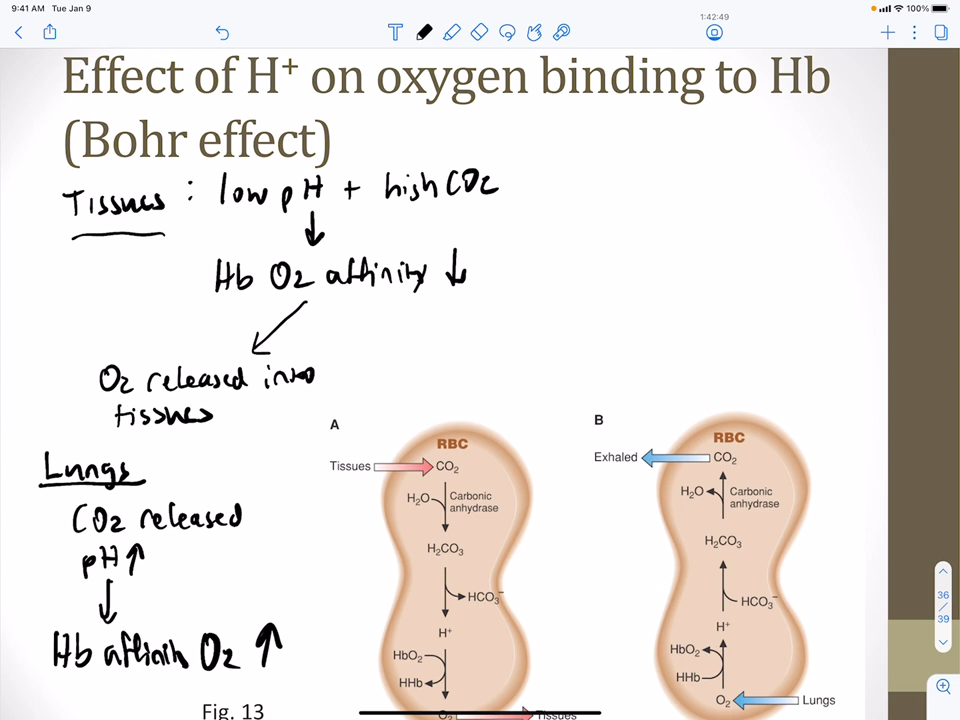 9:41 AM Tue Jan 9
100%
1:42:49
T
Effect of H⁺ on oxygen binding to Hb
(Bohr effect)
Tissues : low pH + high CO2
↓
Hb O2 affinity ↓
O2 released into
tissues
Lungs
CO2 released
pH ↑
↓
Hb affinity O2 ↑
A
RBC
Tissues
CO₂
H₂O
Carbonic
anhydrase
H₂CO₃
HCO₃⁻
H⁺
HbO₂
HHb
O₂
Tissues
B
RBC
Exhaled
CO₂
H₂O
Carbonic
anhydrase
H₂CO₃
HCO₃⁻
H⁺
HbO₂
HHb
O₂
Lungs
Fig. 13
36
/
39